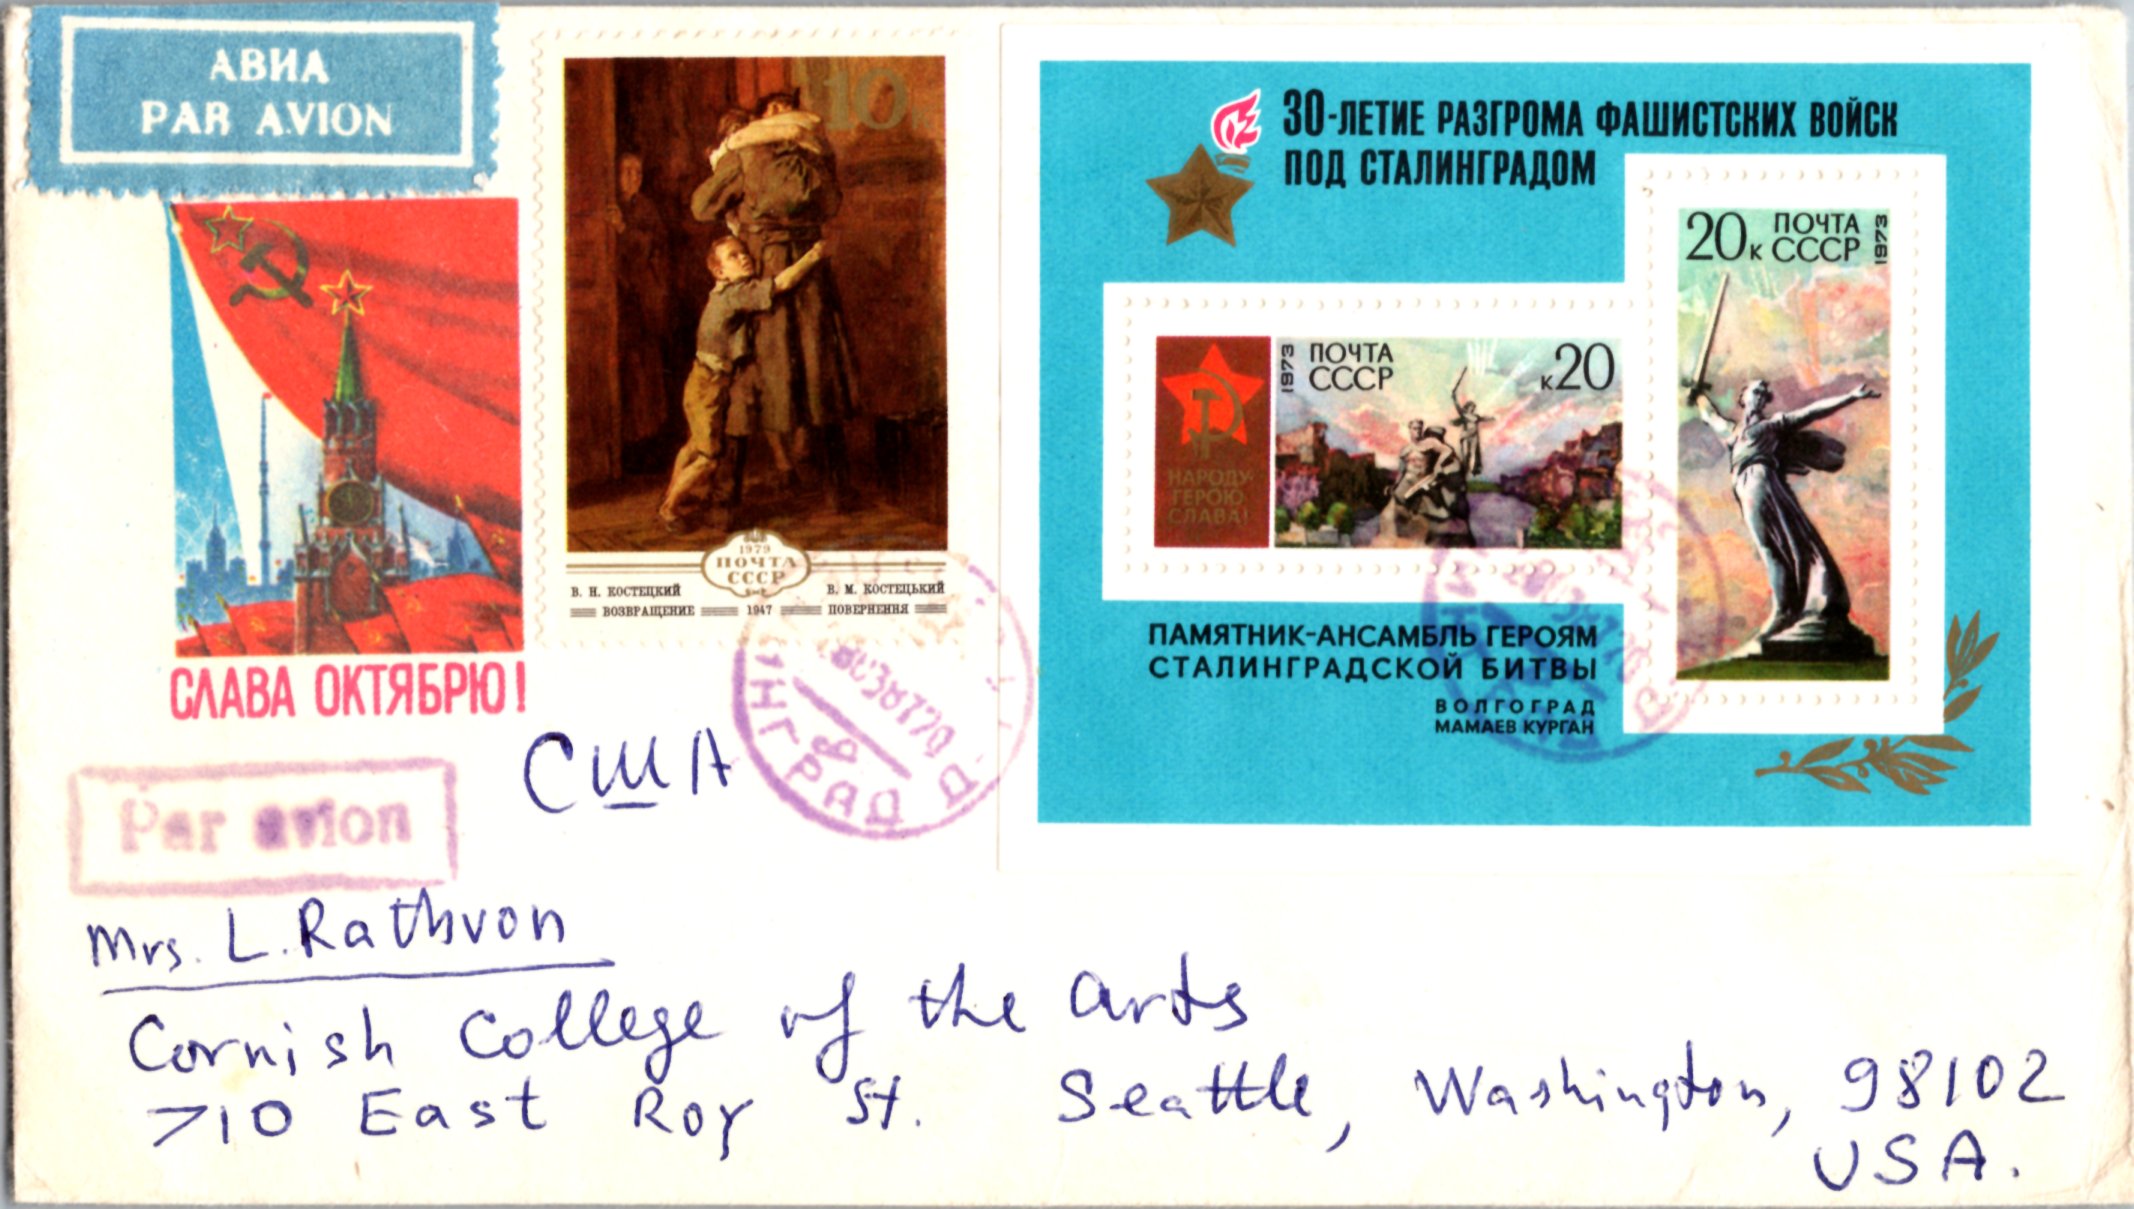 АВИА
PAR AVION
СЛАВА ОКТЯБРЮ!
10
1979
ПОЧТА
СССР
В. Н. КОСТЕЦКИЙ
В. М. КОСТЕЦЬКИЙ
ВОЗВРАЩЕНИЕ 1947 ПОВЕРНЕННЯ
30-ЛЕТИЕ РАЗГРОМА ФАШИСТСКИХ ВОЙСК
ПОД СТАЛИНГРАДОМ
20к ПОЧТА
СССР
1973
1973
ПОЧТА
СССР
к20
НАРОДУ-
ГЕРОЮ
СЛАВА!
ПАМЯТНИК-АНСАМБЛЬ ГЕРОЯМ
СТАЛИНГРАДСКОЙ БИТВЫ
ВОЛГОГРАД
МАМАЕВ КУРГАН
США
Par avion
Mrs. L. Rathvon
Cornish College of the Arts
710 East Roy St. Seattle, Washington, 98102
USA.